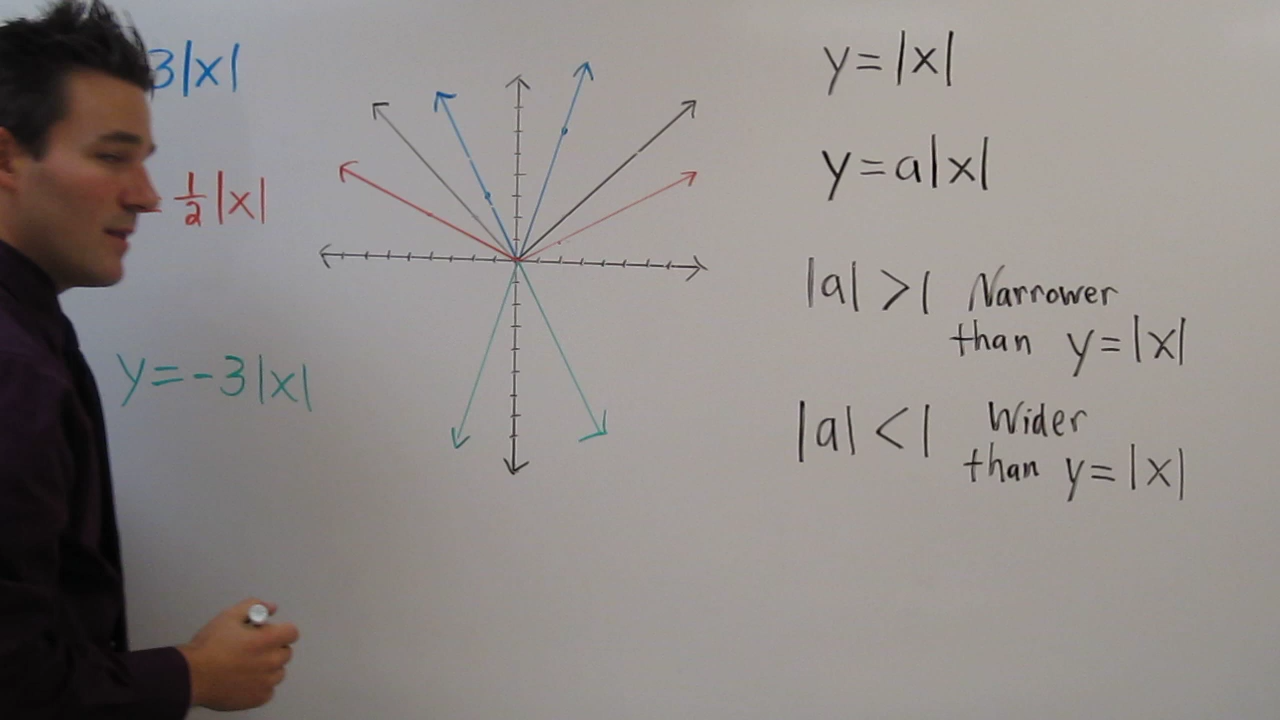 3|x|
= 1/2|x|
y=-3|x|
y=|x|
y=a|x|
|a|>1 Narrower
than y=|x|
|a|<1 Wider
than y=|x|